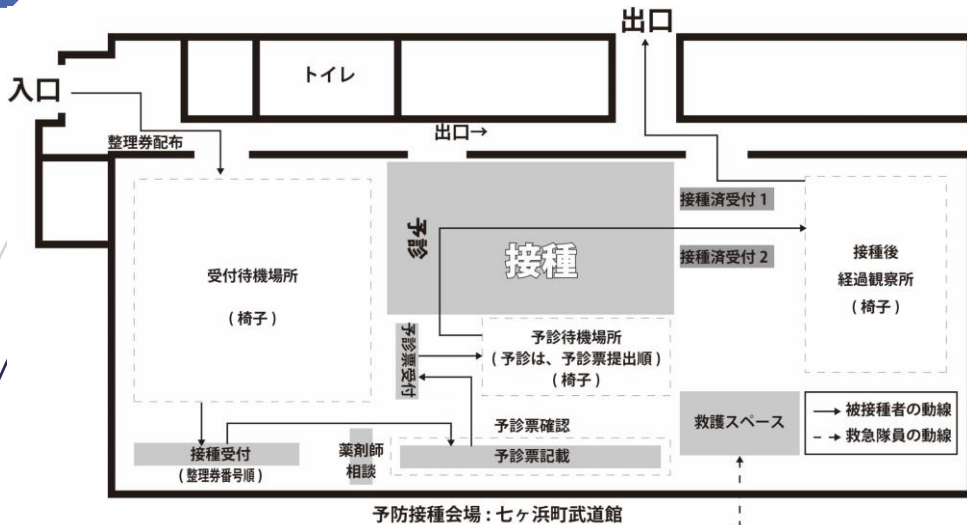 出口
入口
トイレ
出口→
整理券配布
受付待機場所
(椅子)
予診
接種
接種済受付 1
接種済受付 2
接種後
経過観察所
(椅子)
予診票受付
予診待機場所
(予診は、予診票提出順)
(椅子)
接種受付
(整理券番号順)
薬剤師
相談
予診票確認
予診票記載
救護スペース
被接種者の動線
救急隊員の動線
予防接種会場:七ヶ浜町武道館